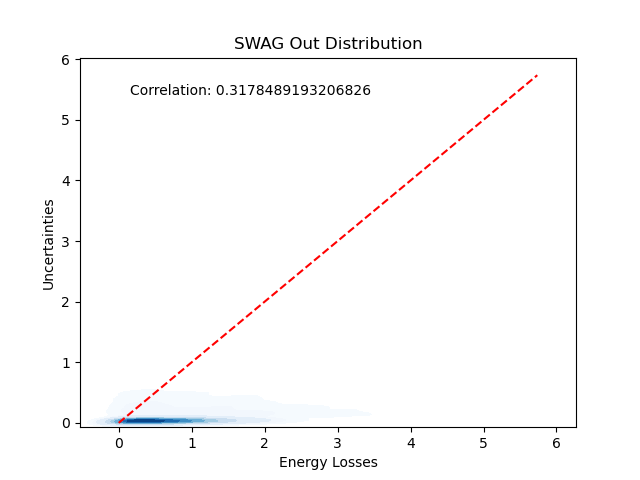 SWAG Out Distribution
Correlation: 0.3178489193206826
Uncertainties
6
5
4
3
2
1
0
0 1 2 3 4 5 6
Energy Losses